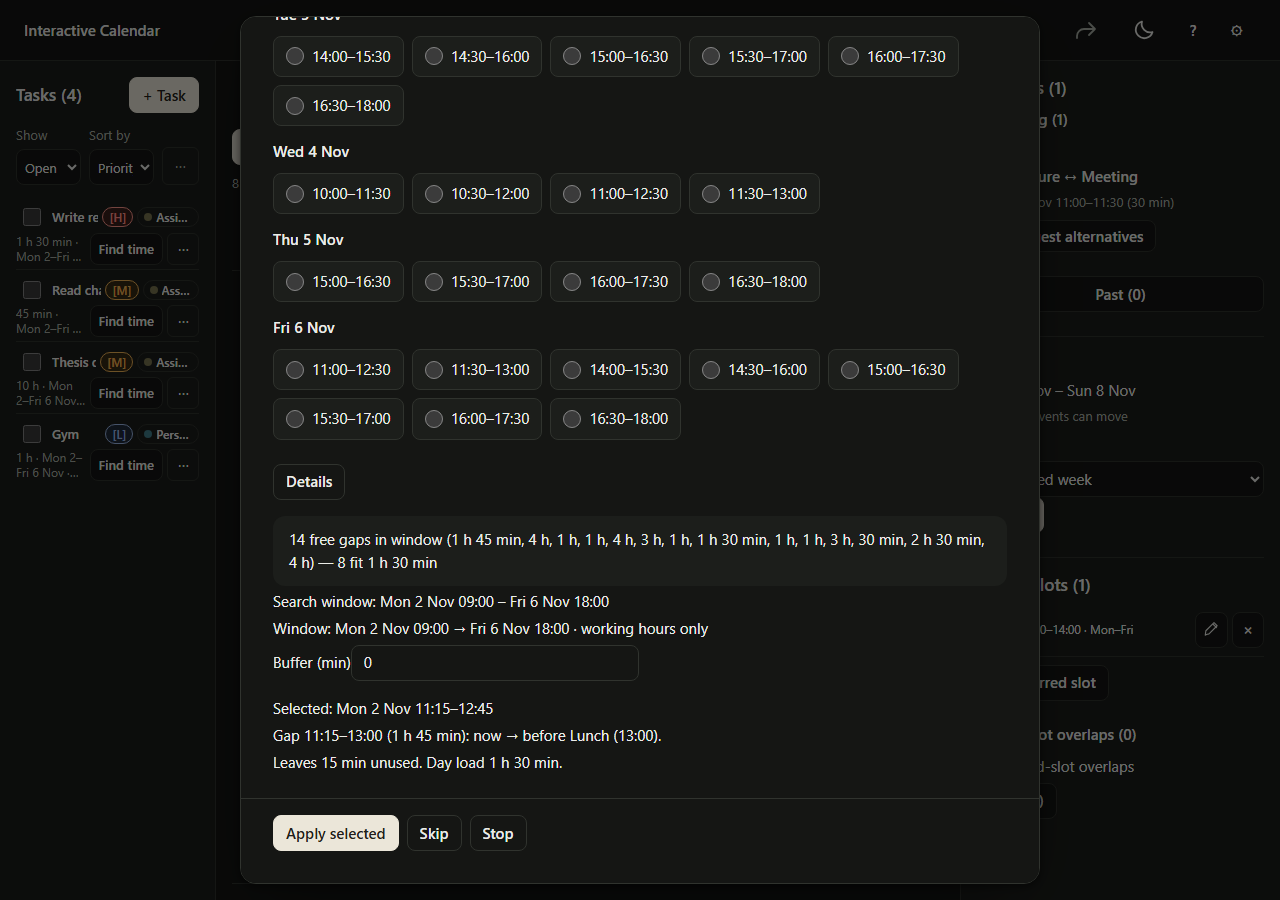 Interactive Calendar
?
Tasks (4)
+ Task
Show
Sort by
Open
Priorit
...
Write re
[H]
Assi...
1 h 30 min ·
Mon 2–Fri ...
Find time
...
Read cha
[M]
Ass...
45 min ·
Mon 2–Fri ...
Find time
...
Thesis c
[M]
Assi...
10 h · Mon
2–Fri 6 Nov...
Find time
...
Gym
[L]
Pers...
1 h · Mon 2–
Fri 6 Nov ·...
Find time
...
8
14:00–15:30
14:30–16:00
15:00–16:30
15:30–17:00
16:00–17:30
16:30–18:00
Wed 4 Nov
10:00–11:30
10:30–12:00
11:00–12:30
11:30–13:00
Thu 5 Nov
15:00–16:30
15:30–17:00
16:00–17:30
16:30–18:00
Fri 6 Nov
11:00–12:30
11:30–13:00
14:00–15:30
14:30–16:00
15:00–16:30
15:30–17:00
16:00–17:30
16:30–18:00
Details
14 free gaps in window (1 h 45 min, 4 h, 1 h, 1 h, 4 h, 3 h, 1 h, 1 h 30 min, 1 h, 1 h, 3 h, 30 min, 2 h 30 min,
4 h) — 8 fit 1 h 30 min
Search window: Mon 2 Nov 09:00 – Fri 6 Nov 18:00
Window: Mon 2 Nov 09:00 → Fri 6 Nov 18:00 · working hours only
Buffer (min)
0
Selected: Mon 2 Nov 11:15–12:45
Gap 11:15–13:00 (1 h 45 min): now → before Lunch (13:00).
Leaves 15 min unused. Day load 1 h 30 min.
Apply selected
Skip
Stop
s (1)
g (1)
ure ↔ Meeting
ov 11:00–11:30 (30 min)
est alternatives
Past (0)
ov – Sun 8 Nov
vents can move
ed week
lots (1)
0–14:00 · Mon–Fri
×
rred slot
ot overlaps (0)
d-slot overlaps
)